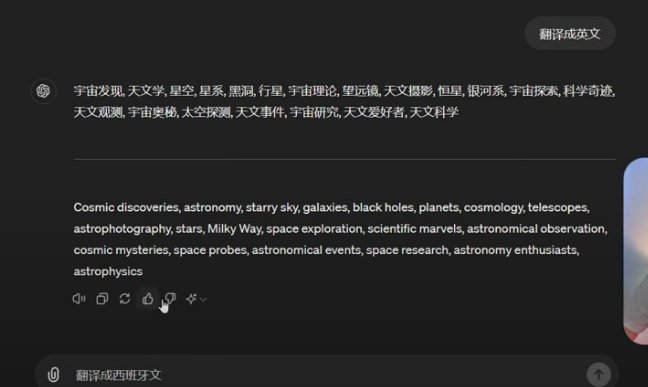 翻译成英文
宇宙发现, 天文学, 星空, 星系, 黑洞, 行星, 宇宙理论, 望远镜, 天文摄影, 恒星, 银河系, 宇宙探索, 科学奇迹,
天文观测, 宇宙奥秘, 太空探测, 天文事件, 宇宙研究, 天文爱好者, 天文科学
Cosmic discoveries, astronomy, starry sky, galaxies, black holes, planets, cosmology, telescopes,
astrophotography, stars, Milky Way, space exploration, scientific marvels, astronomical observation,
cosmic mysteries, space probes, astronomical events, space research, astronomy enthusiasts,
astrophysics
翻译成西班牙文